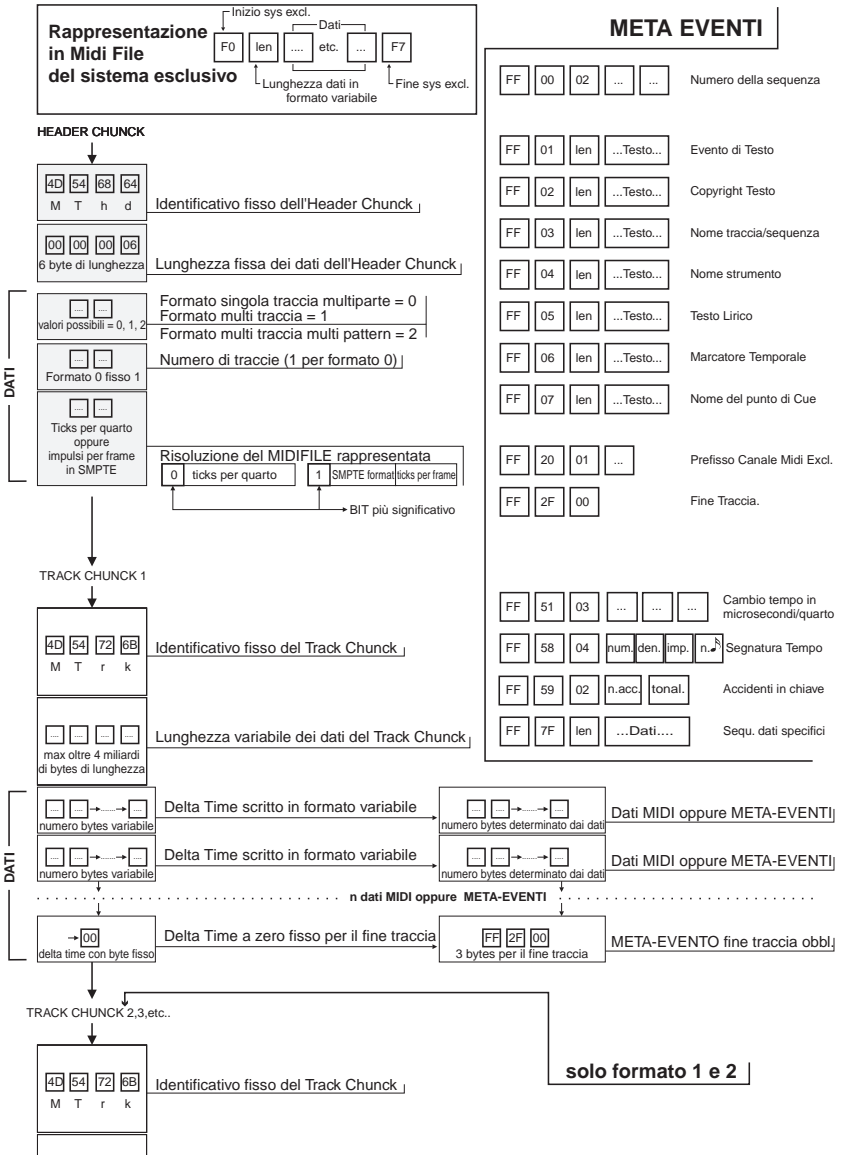 Rappresentazione
in Midi File
del sistema esclusivo
Inizio sys excl.
Dati
F0 len .... etc. ... F7
Lunghezza dati in
formato variabile
Fine sys excl.
HEADER CHUNCK
4D 54 68 64
M T h d
Identificativo fisso dell'Header Chunck
00 00 00 06
6 byte di lunghezza
Lunghezza fissa dei dati dell'Header Chunck
DATI
.... ....
valori possibili = 0, 1, 2
Formato singola traccia multiparte = 0
Formato multi traccia = 1
Formato multi traccia multi pattern = 2
.... ....
Formato 0 fisso 1
Numero di traccie (1 per formato 0)
.... ....
Ticks per quarto
oppure
impulsi per frame
in SMPTE
Risoluzione del MIDIFILE rappresentata
0 ticks per quarto
1 SMPTE format ticks per frame
BIT più significativo
TRACK CHUNCK 1
4D 54 72 6B
M T r k
Identificativo fisso del Track Chunck
.... .... .... ....
max oltre 4 miliardi
di bytes di lunghezza
Lunghezza variabile dei dati del Track Chunck
DATI
.... .... ........ ....
numero bytes variabile
Delta Time scritto in formato variabile
.... .... ........ ....
numero bytes determinato dai dati
Dati MIDI oppure META-EVENTI
.... .... ........ ....
numero bytes variabile
Delta Time scritto in formato variabile
.... .... ........ ....
numero bytes determinato dai dati
Dati MIDI oppure META-EVENTI
n dati MIDI oppure META-EVENTI
00
delta time con byte fisso
Delta Time a zero fisso per il fine traccia
FF 2F 00
3 bytes per il fine traccia
META-EVENTO fine traccia obbl.
TRACK CHUNCK 2,3,etc..
solo formato 1 e 2
4D 54 72 6B
M T r k
Identificativo fisso del Track Chunck
META EVENTI
FF 00 02 ... ... Numero della sequenza
FF 01 len ...Testo... Evento di Testo
FF 02 len ...Testo... Copyright Testo
FF 03 len ...Testo... Nome traccia/sequenza
FF 04 len ...Testo... Nome strumento
FF 05 len ...Testo... Testo Lirico
FF 06 len ...Testo... Marcatore Temporale
FF 07 len ...Testo... Nome del punto di Cue
FF 20 01 ... Prefisso Canale Midi Excl.
FF 2F 00 Fine Traccia.
FF 51 03 ... ... ... Cambio tempo in
microsecondi/quarto
FF 58 04 num. den. imp. n. Segnatura Tempo
FF 59 02 n.acc. tonal. Accidenti in chiave
FF 7F len ...Dati.... Sequ. dati specifici